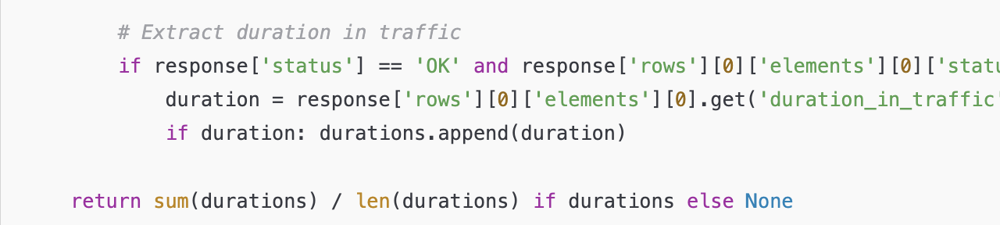 # Extract duration in traffic
if response['status'] == 'OK' and response['rows'][0]['elements'][0]['statu
duration = response['rows'][0]['elements'][0].get('duration_in_traffic'
if duration: durations.append(duration)
return sum(durations) / len(durations) if durations else None